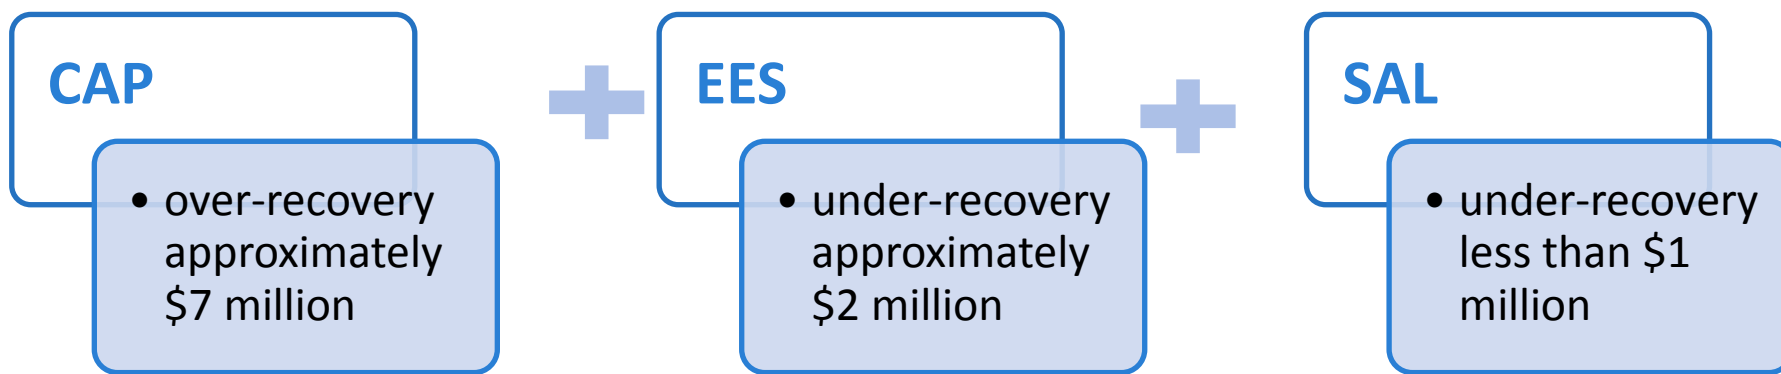 CAP
• over-recovery
approximately
$7 million
EES
• under-recovery
approximately
$2 million
SAL
• under-recovery
less than $1
million